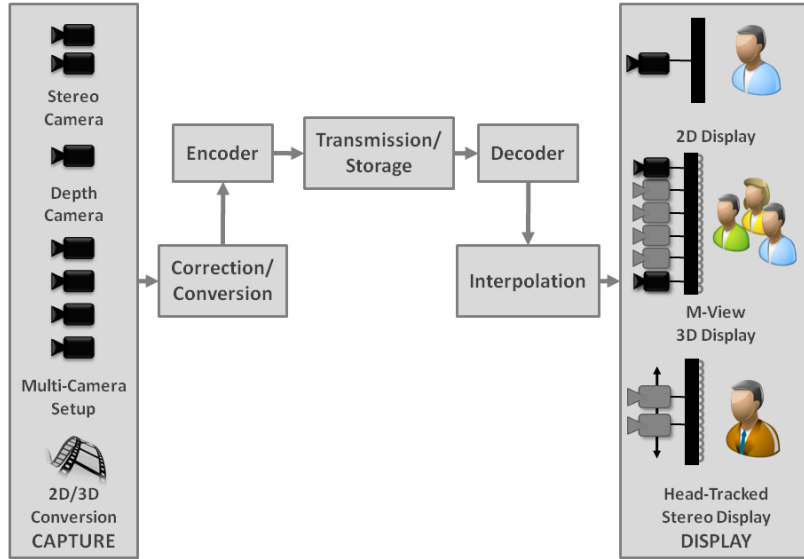 Stereo
Camera
Depth
Camera
Multi-Camera
Setup
2D/3D
Conversion
CAPTURE
Correction/
Conversion
Encoder
Transmission/
Storage
Decoder
Interpolation
2D Display
M-View
3D Display
Head-Tracked
Stereo Display
DISPLAY